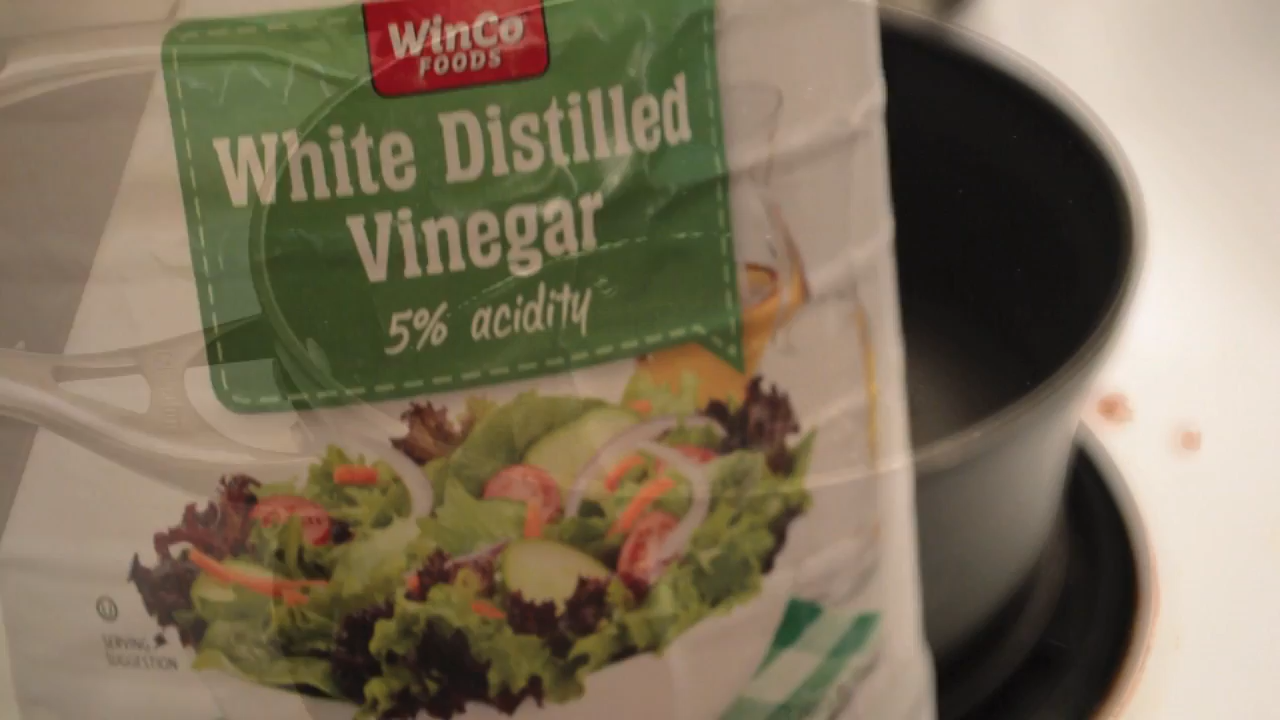 WinCo
FOODS
White Distilled
Vinegar
5% acidity
U
SERVING
SUGGESTION